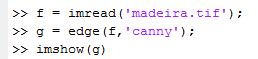 >> f = imread('madeira.tif');
>> g = edge(f,'canny');
>> imshow(g)